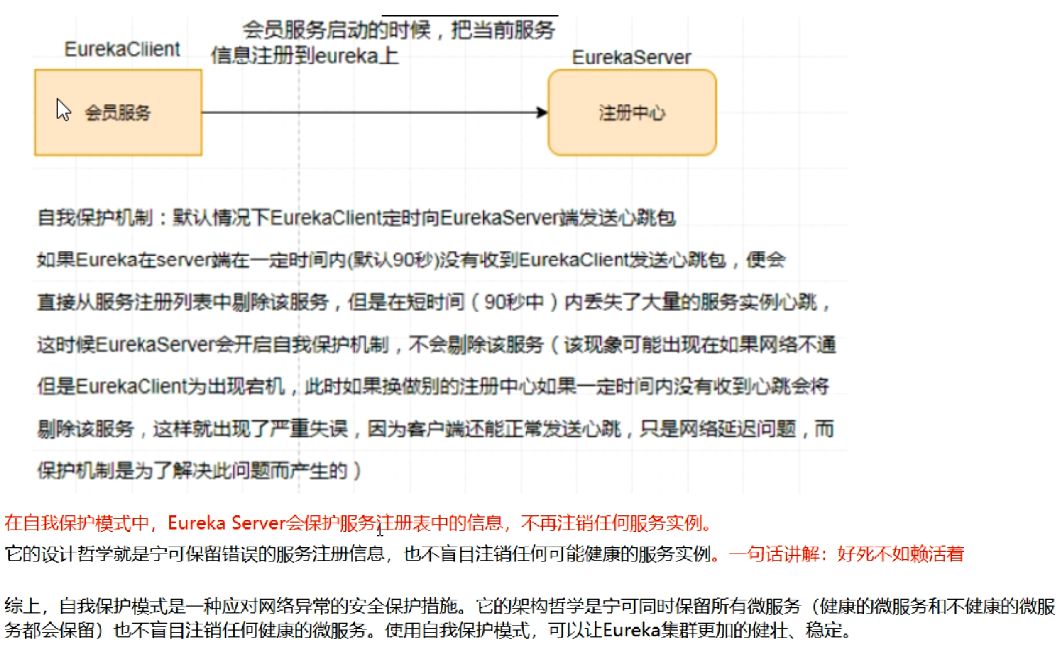 会员服务启动的时候，把当前服务
信息注册到eureka上
EurekaCliient
EurekaServer
会员服务
注册中心
自我保护机制：默认情况下EurekaClient定时向EurekaServer端发送心跳包
如果Eureka在server端在一定时间内(默认90秒)没有收到EurekaClient发送心跳包，便会
直接从服务注册列表中剔除该服务，但是在短时间（90秒中）内丢失了大量的服务实例心跳，
这时候EurekaServer会开启自我保护机制，不会剔除该服务（该现象可能出现在如果网络不通
但是EurekaClient为出现宕机，此时如果换做别的注册中心如果一定时间内没有收到心跳会将
剔除该服务，这样就出现了严重失误，因为客户端还能正常发送心跳，只是网络延迟问题，而
保护机制是为了解决此问题而产生的）
在自我保护模式中，Eureka Server会保护服务注册表中的信息，不再注销任何服务实例。
它的设计哲学就是宁可保留错误的服务注册信息，也不盲目注销任何可能健康的服务实例。一句话讲解：好死不如赖活着
综上，自我保护模式是一种应对网络异常的安全保护措施。它的架构哲学是宁可同时保留所有微服务（健康的微服务和不健康的微服
务都会保留）也不盲目注销任何健康的微服务。使用自我保护模式，可以让Eureka集群更加的健壮、稳定。